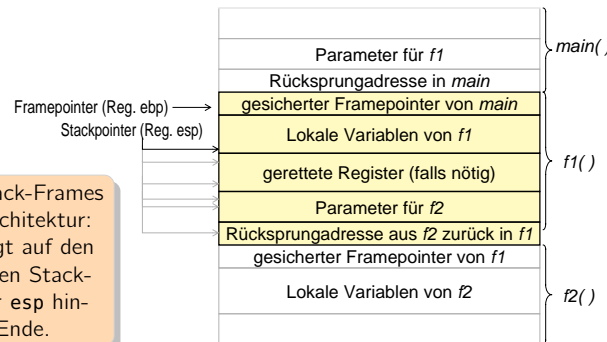 Parameter für f1
main( )
Rücksprungadresse in main
Framepointer (Reg. ebp)
gesicherter Framepointer von main
Stackpointer (Reg. esp)
Lokale Variablen von f1
gerettete Register (falls nötig)
f1( )
Parameter für f2
Rücksprungadresse aus f2 zurück in f1
gesicherter Framepointer von f1
Lokale Variablen von f2
f2( )
ack-Frames
chitektur:
gt auf den
en Stack-
r esp hin-
Ende.